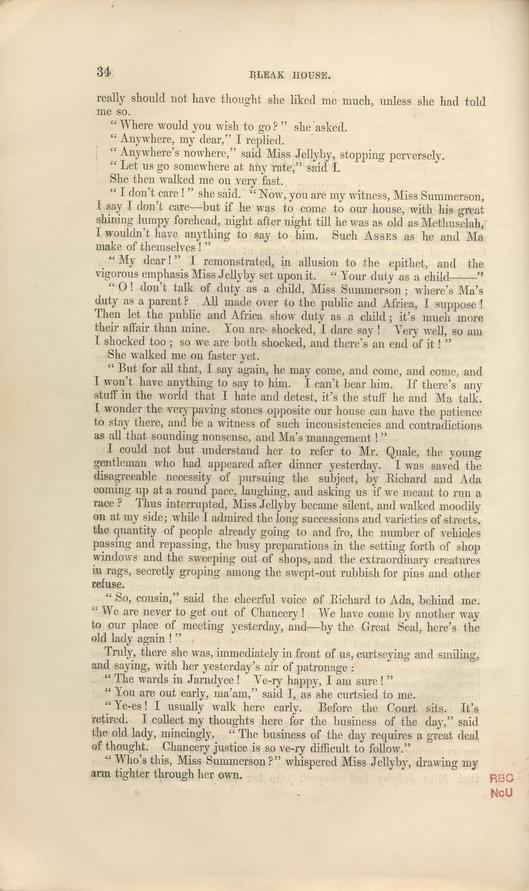 34
BLEAK HOUSE.
really should not have thought she liked me much, unless she had told
me so.
“Where would you wish to go?” she asked.
“Anywhere, my dear,” I replied.
“Anywhere's nowhere,” said Miss Jellyby, stopping perversely.
“Let us go somewhere at any rate,” said I.
She then walked me on very fast.
“I don't care!” she said. “Now, you are my witness, Miss Summerson,
I say I don't care—but if he was to come to our house, with his great
shining lumpy forehead, night after night till he was as old as Methuselah,
I wouldn't have anything to say to him. Such ASSES as he and Ma
make of themselves!”
“My dear!” I remonstrated, in allusion to the epithet, and the
vigorous emphasis Miss Jellyby set upon it. “Your duty as a child——”
“O! don't talk of duty as a child, Miss Summerson; where's Ma's
duty as a parent? All made over to the public and Africa, I suppose!
Then let the public and Africa show duty as a child; it's much more
their affair than mine. You are shocked, I dare say! Very well, so am
I shocked too; so we are both shocked, and there's an end of it!”
She walked me on faster yet.
“But for all that, I say again, he may come, and come, and come, and
I won't have anything to say to him. I can't bear him. If there's any
stuff in the world that I hate and detest, it's the stuff he and Ma talk.
I wonder the very paving stones opposite our house can have the patience
to stay there, and be a witness of such inconsistencies and contradictions
as all that sounding nonsense, and Ma's management!”
I could not but understand her to refer to Mr. Quale, the young
gentleman who had appeared after dinner yesterday. I was saved the
disagreeable necessity of pursuing the subject, by Richard and Ada
coming up at a round pace, laughing, and asking us if we meant to run a
race? Thus interrupted, Miss Jellyby became silent, and walked moodily
on at my side; while I admired the long successions and varieties of streets,
the quantity of people already going to and fro, the number of vehicles
passing and repassing, the busy preparations in the setting forth of shop
windows and the sweeping out of shops, and the extraordinary creatures
in rags, secretly groping among the swept-out rubbish for pins and other
refuse.
“So, cousin,” said the cheerful voice of Richard to Ada, behind me.
“We are never to get out of Chancery! We have come by another way
to our place of meeting yesterday, and—by the Great Seal, here's the
old lady again!”
Truly, there she was, immediately in front of us, curtseying and smiling,
and saying, with her yesterday's air of patronage:
“The wards in Jarndyce! Ve-ry happy, I am sure!”
“You are out early, ma'am,” said I, as she curtsied to me.
“Ye-es! I usually walk here early. Before the Court sits. It's
retired. I collect my thoughts here for the business of the day,” said
the old lady, mincingly. “The business of the day requires a great deal
of thought. Chancery justice is so ve-ry difficult to follow.”
“Who's this, Miss Summerson?” whispered Miss Jellyby, drawing my
arm tighter through her own.
RBC
NcU